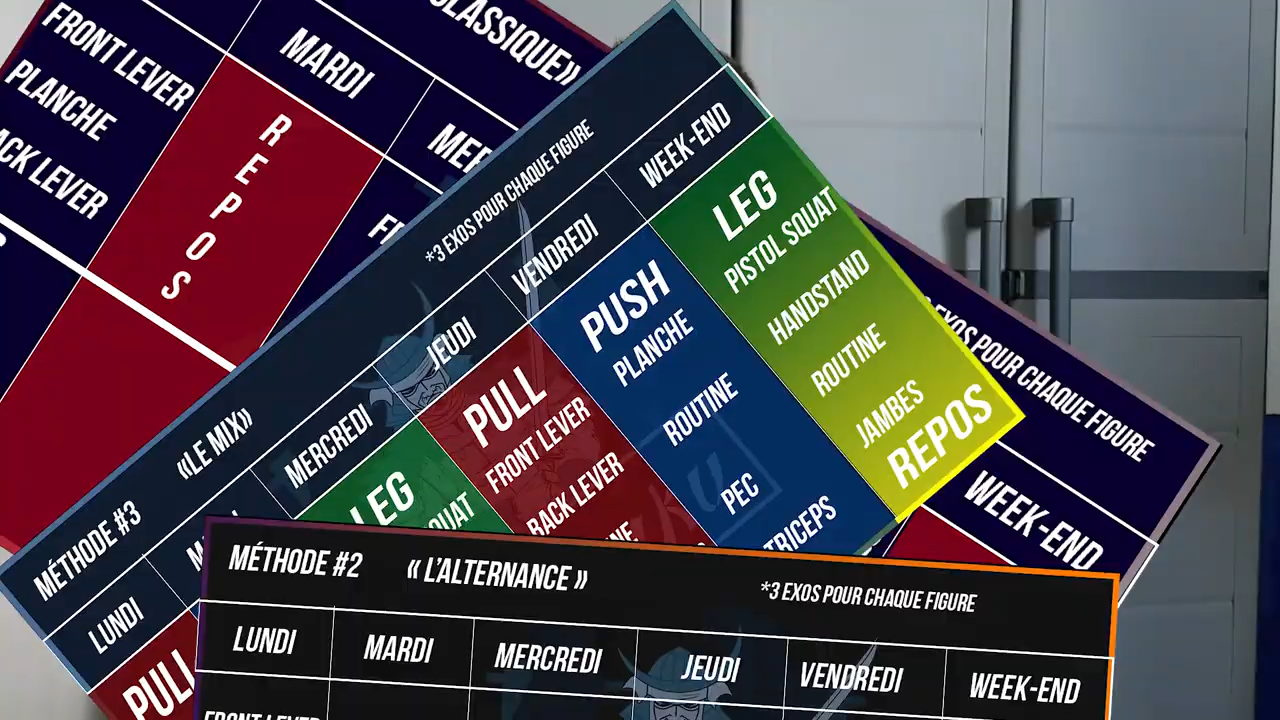 CLASSIQUE»
MARDI
FRONT LEVER
PLANCHE
REPOS
EXOS POUR CHAQUE FIGURE
WEEK-END
MÉTHODE #3 «LE MIX» *3 EXOS POUR CHAQUE FIGURE
LUNDI
MERCREDI
JEUDI
VENDREDI
WEEK-END
PULL
LEG
PULL
FRONT LEVER
BACK LEVER
PUSH
PLANCHE
ROUTINE
PEC
TRICEPS
LEG
PISTOL SQUAT
HANDSTAND
ROUTINE
JAMBES
REPOS
MÉTHODE #2 « L'ALTERNANCE » *3 EXOS POUR CHAQUE FIGURE
LUNDI MARDI MERCREDI JEUDI VENDREDI WEEK-END
FRONT LEVER